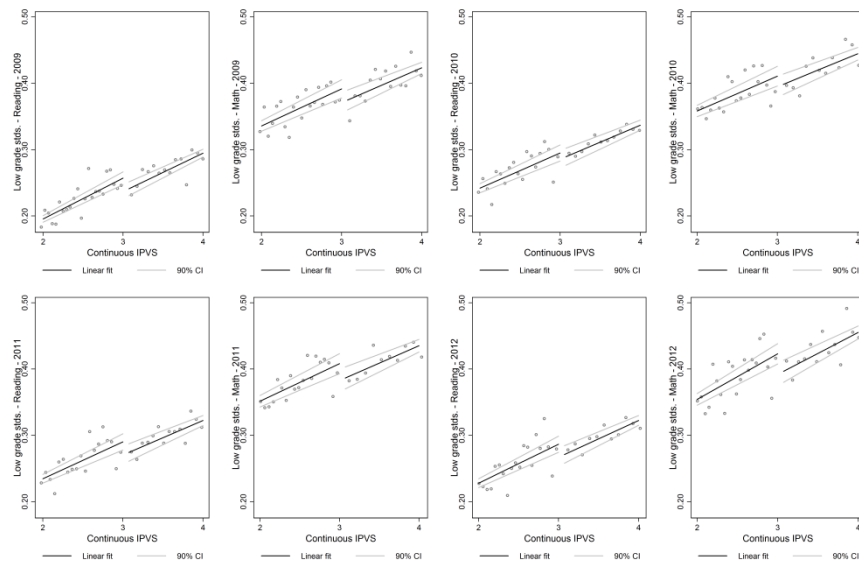 0.50
0.40
0.30
0.20
Low grade stds. - Reading - 2009
2 3 4
Continuous IPVS
Linear fit 90% CI
0.50
0.40
0.30
0.20
Low grade stds. - Math - 2009
2 3 4
Continuous IPVS
Linear fit 90% CI
0.50
0.40
0.30
0.20
Low grade stds. - Reading - 2010
2 3 4
Continuous IPVS
Linear fit 90% CI
0.50
0.40
0.30
0.20
Low grade stds. - Math - 2010
2 3 4
Continuous IPVS
Linear fit 90% CI
0.50
0.40
0.30
0.20
Low grade stds. - Reading - 2011
2 3 4
Continuous IPVS
Linear fit 90% CI
0.50
0.40
0.30
0.20
Low grade stds. - Math - 2011
2 3 4
Continuous IPVS
Linear fit 90% CI
0.50
0.40
0.30
0.20
Low grade stds. - Reading - 2012
2 3 4
Continuous IPVS
Linear fit 90% CI
0.50
0.40
0.30
0.20
Low grade stds. - Math - 2012
2 3 4
Continuous IPVS
Linear fit 90% CI